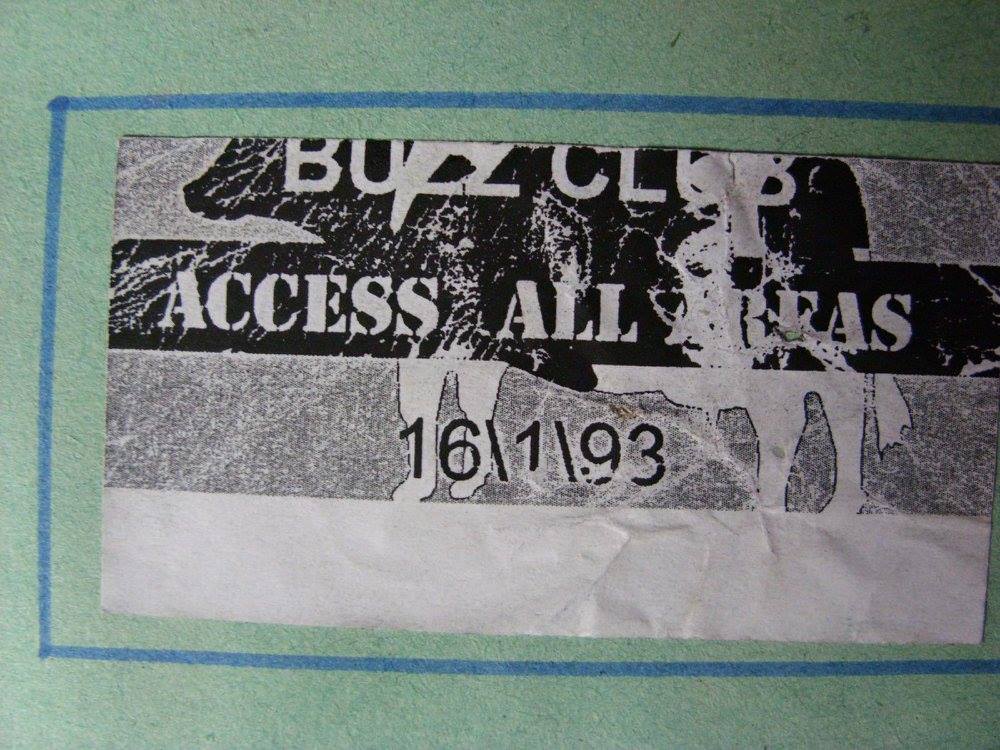 BUZZ CLUB
ACCESS ALL AREAS
16\1\93